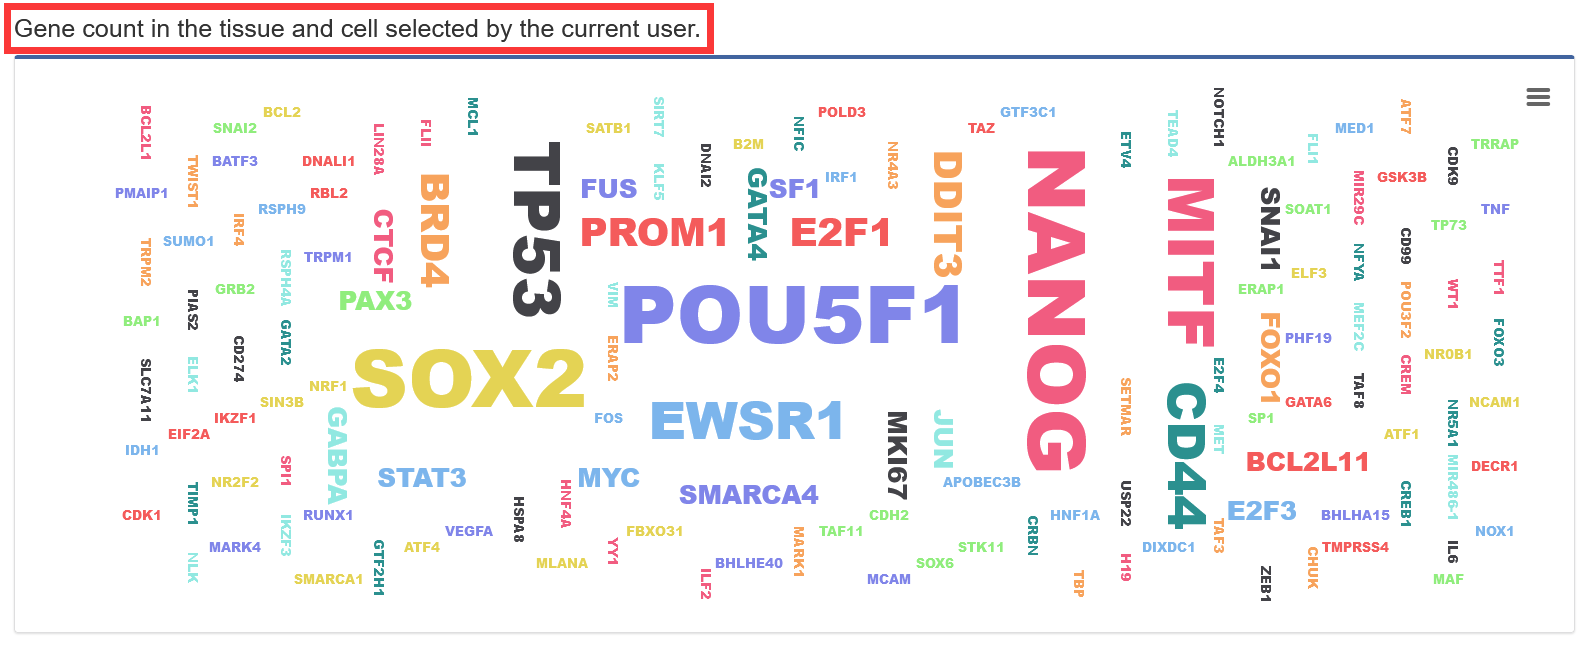 Gene count in the tissue and cell selected by the current user.
BCL2L1
SNAI2
BCL2
LIN28A
FLII
MCL1
SATB1
SIRT7
DNAI2
B2M
NFIC
POLD3
NR4A3
TAZ
GTF3C1
ETV4
TEAD4
NOTCH1
ALDH3A1
FLI1
MED1
ATF7
CDK9
TRRAP
TWIST1
BATF3
DNALI1
PMAIP1
RBL2
RSPH9
IRF4
SUMO1
TRPM2
RSPH4A
TRPM1
CTCF
BRD4
TP53
FUS
KLF5
GATA4
SF1
IRF1
PROM1
E2F1
DDIT3
NANOG
MITF
SNAI1
SOAT1
MIR29C
GSK3B
TNF
TP73
CD99
NFYA
ELF3
ERAP1
TTF1
WT1
POU3F2
MEF2C
PIAS2
GRB2
PAX3
BAP1
GATA2
CD274
SLC7A11
ELK1
VIM
POU5F1
ERAP2
SOX2
NRF1
SIN3B
IKZF1
EIF2A
IDH1
GABPA
FOS
EWSR1
MKI67
JUN
SETMAR
E2F4
CD44
FOXO1
PHF19
FOXO3
NR0B1
CREM
TAF8
GATA6
SP1
MET
NCAM1
NR5A1
ATF1
BCL2L11
MIR486-1
DECR1
SPI1
NR2F2
TIMP1
CDK1
STAT3
MYC
SMARCA4
APOBEC3B
HNF4A
HSPA8
IKZF3
RUNX1
VEGFA
FBXO31
CDH2
TAF11
MARK1
CRBN
HNF1A
USP22
E2F3
TAF3
BHLHA15
CREB1
NOX1
IL6
MARK4
NLK
SMARCA1
GTF2H1
ATF4
MLANA
YY1
ILF2
BHLHE40
MCAM
SOX6
STK11
TBP
H19
DIXDC1
ZEB1
CHUK
TMPRSS4
MAF